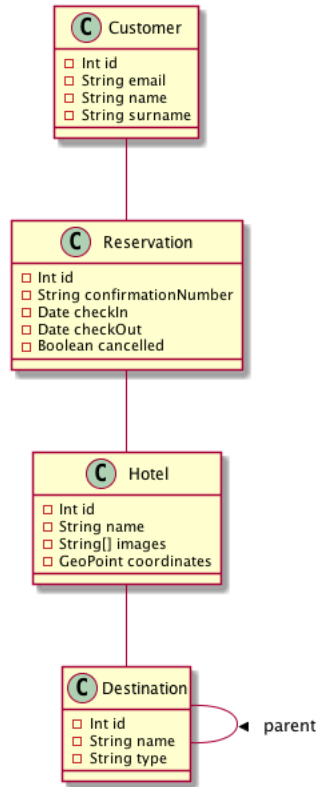 C Customer
Int id
String email
String name
String surname
C Reservation
Int id
String confirmationNumber
Date checkIn
Date checkOut
Boolean cancelled
C Hotel
Int id
String name
String[] images
GeoPoint coordinates
C Destination
Int id
String name
String type
parent